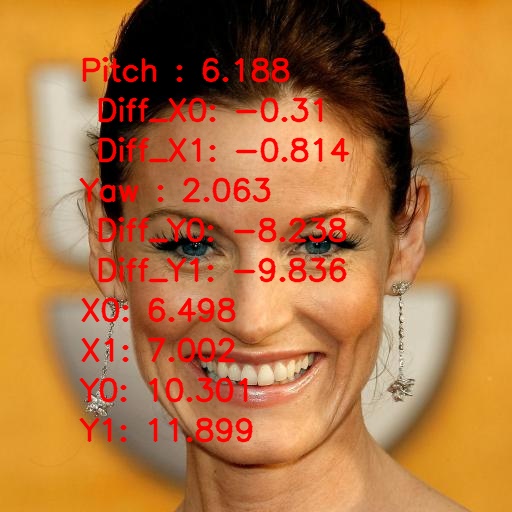 Pitch : 6.188
Diff_X0: -0.31
Diff_X1: -0.814
Yaw : 2.063
Diff_Y0: -8.238
Diff_Y1: -9.836
X0: 6.498
X1: 7.002
Y0: 10.301
Y1: 11.899